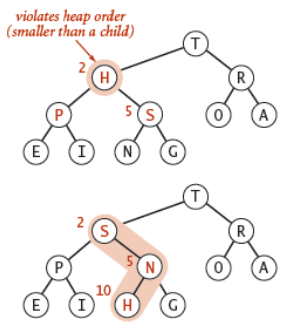 violates heap order
(smaller than a child)
T
2 H R
P 5 S O A
E I N G
T
2 S R
P 5 N O A
10
E I H G